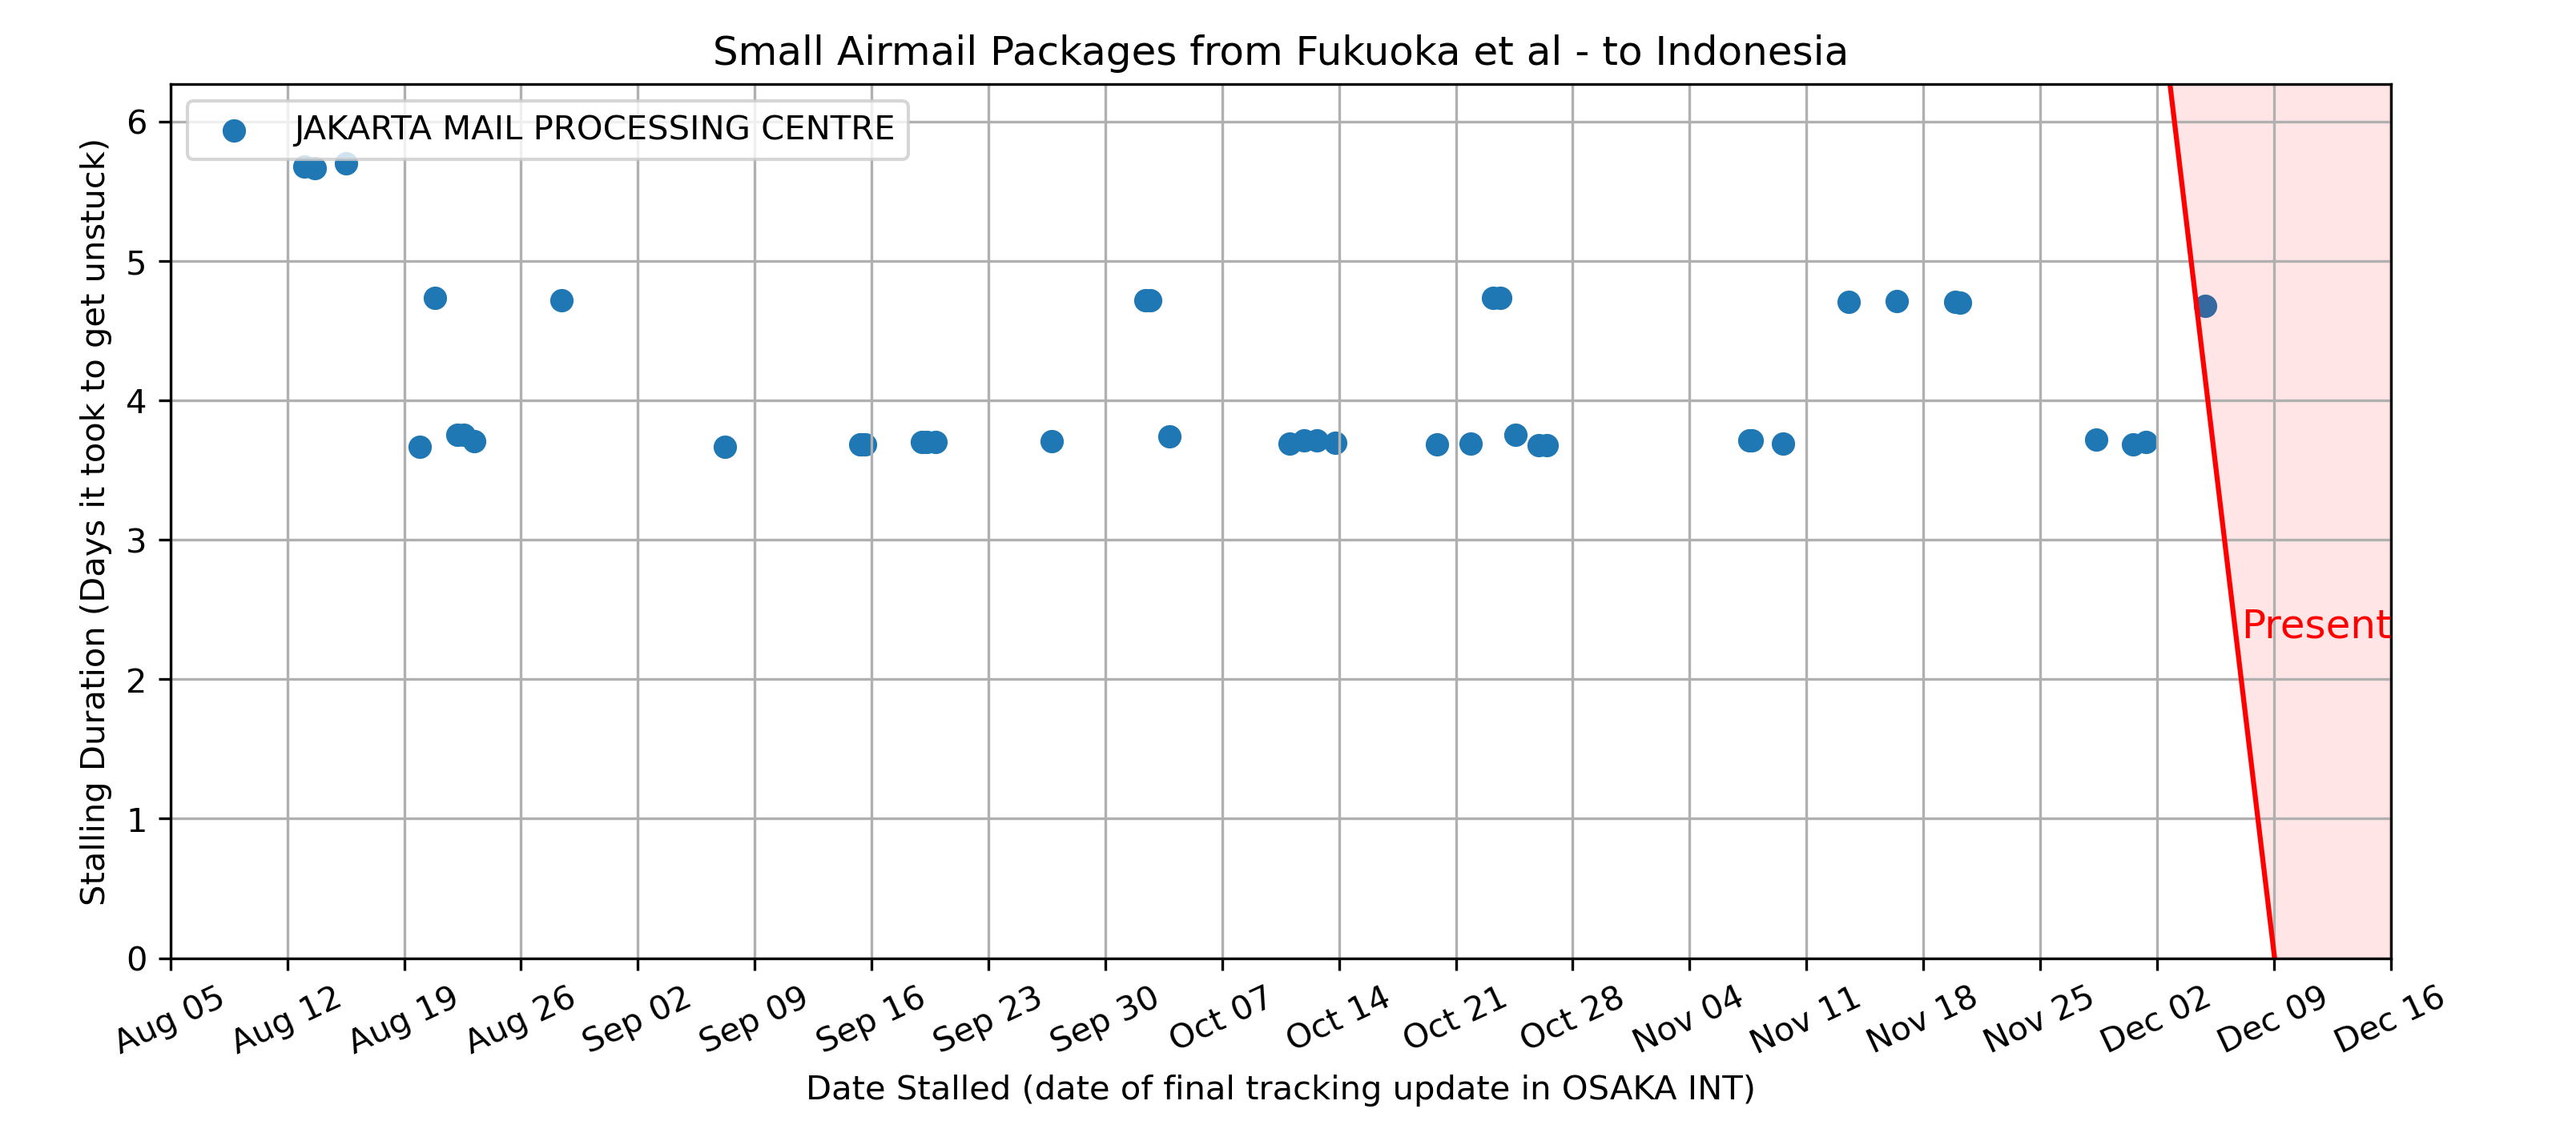 Small Airmail Packages from Fukuoka et al - to Indonesia
JAKARTA MAIL PROCESSING CENTRE
Stalling Duration (Days it took to get unstuck)
6
5
4
3
2
1
0
Present
Aug 05
Aug 12
Aug 19
Aug 26
Sep 02
Sep 09
Sep 16
Sep 23
Sep 30
Oct 07
Oct 14
Oct 21
Oct 28
Nov 04
Nov 11
Nov 18
Nov 25
Dec 02
Dec 09
Dec 16
Date Stalled (date of final tracking update in OSAKA INT)